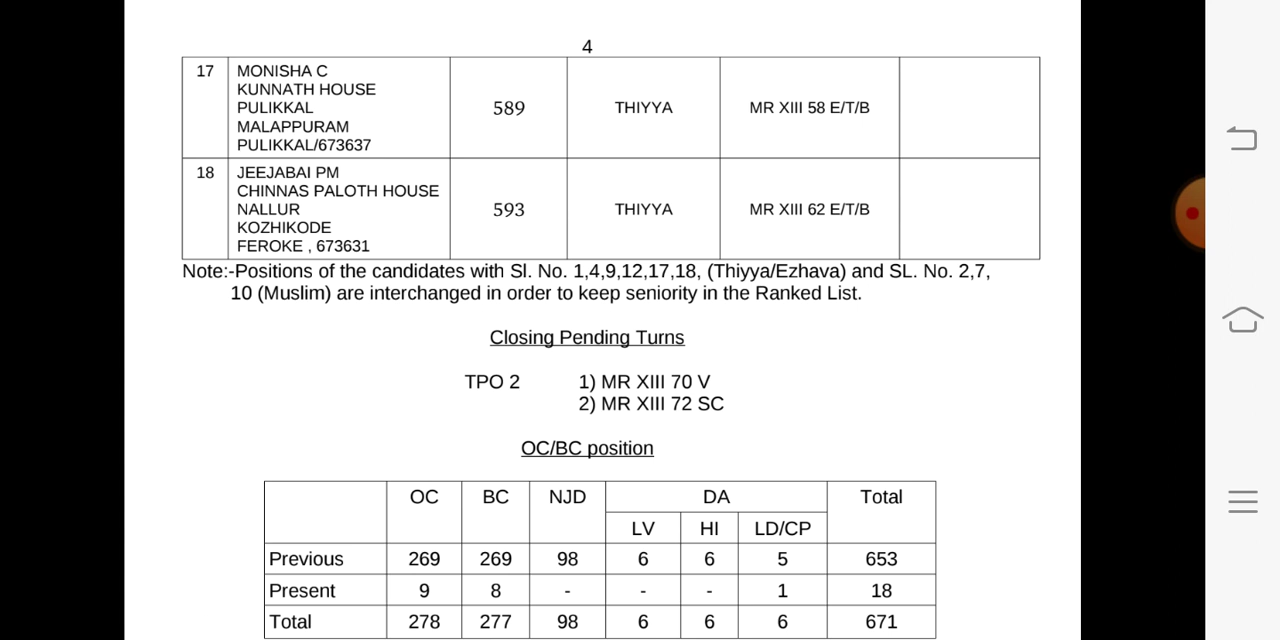 4
17 MONISHA C
KUNNATH HOUSE
PULIKKAL
MALAPPURAM
PULIKKAL/673637
589 THIYYA MR XIII 58 E/T/B
18 JEEJABAI PM
CHINNAS PALOTH HOUSE
NALLUR
KOZHIKODE
FEROKE , 673631
593 THIYYA MR XIII 62 E/T/B
Note:-Positions of the candidates with Sl. No. 1,4,9,12,17,18, (Thiyya/Ezhava) and SL. No. 2,7,
10 (Muslim) are interchanged in order to keep seniority in the Ranked List.
Closing Pending Turns
TPO 2 1) MR XIII 70 V
2) MR XIII 72 SC
OC/BC position
OC BC NJD DA Total
LV HI LD/CP
Previous 269 269 98 6 6 5 653
Present 9 8 - - - 1 18
Total 278 277 98 6 6 6 671